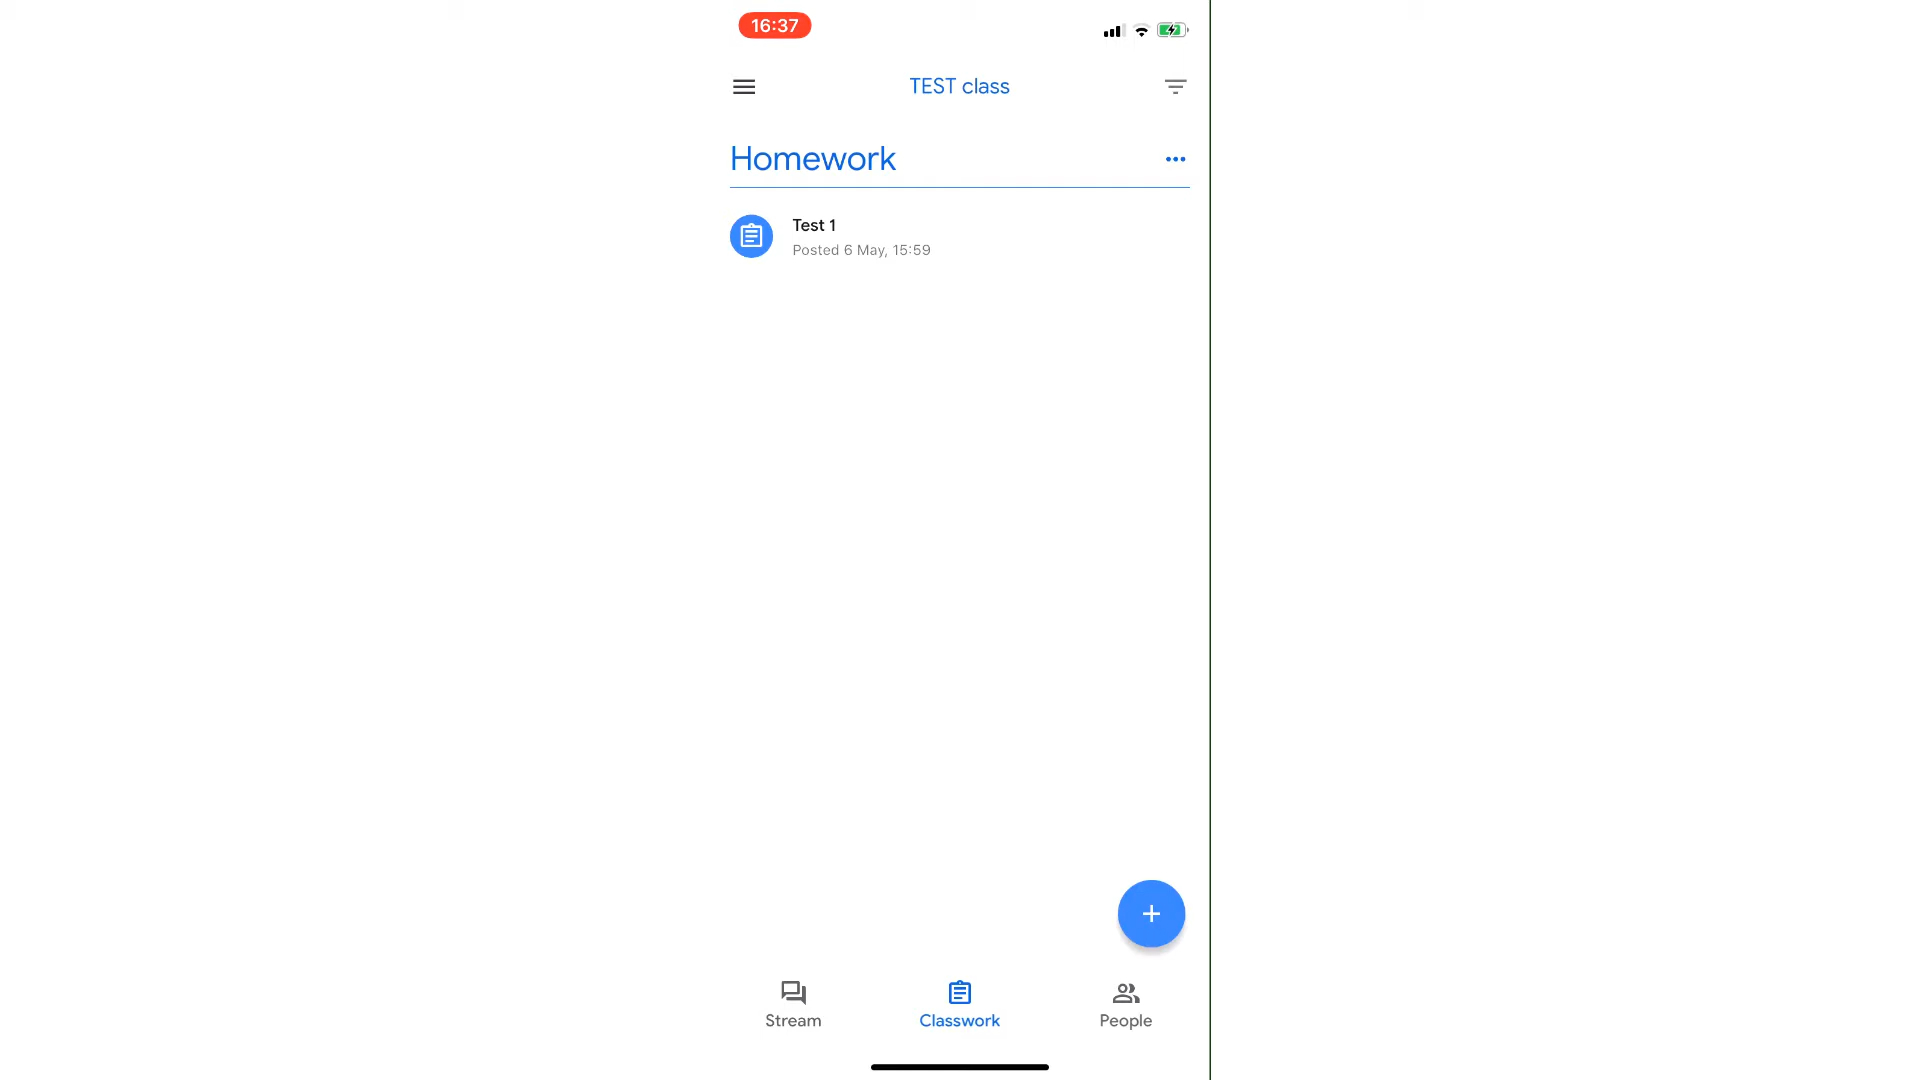 16:37
TEST class
Homework
Test 1
Posted 6 May, 15:59
Stream
Classwork
People